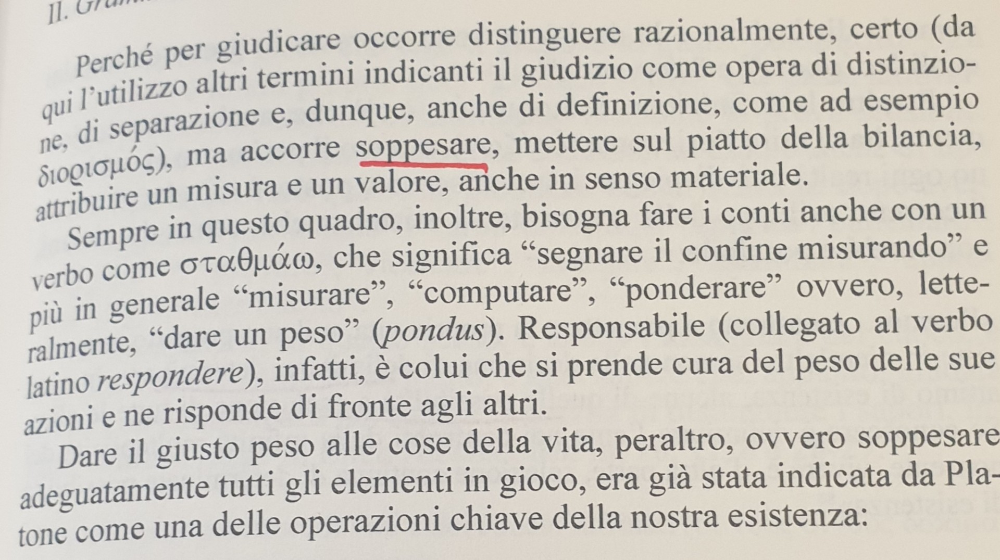 II.
Perché per giudicare occorre distinguere razionalmente, certo (da
qui l'utilizzo altri termini indicanti il giudizio come opera di distinzio-
ne, di separazione e, dunque, anche di definizione, come ad esempio
διορισμός), ma accorre soppesare, mettere sul piatto della bilancia,
attribuire un misura e un valore, anche in senso materiale.
Sempre in questo quadro, inoltre, bisogna fare i conti anche con un
verbo come σταθμάω, che significa “segnare il confine misurando” e
più in generale “misurare”, “computare”, “ponderare” ovvero, lette-
ralmente, “dare un peso” (pondus). Responsabile (collegato al verbo
latino respondere), infatti, è colui che si prende cura del peso delle sue
azioni e ne risponde di fronte agli altri.
Dare il giusto peso alle cose della vita, peraltro, ovvero soppesare
adeguatamente tutti gli elementi in gioco, era già stata indicata da Pla-
tone come una delle operazioni chiave della nostra esistenza: